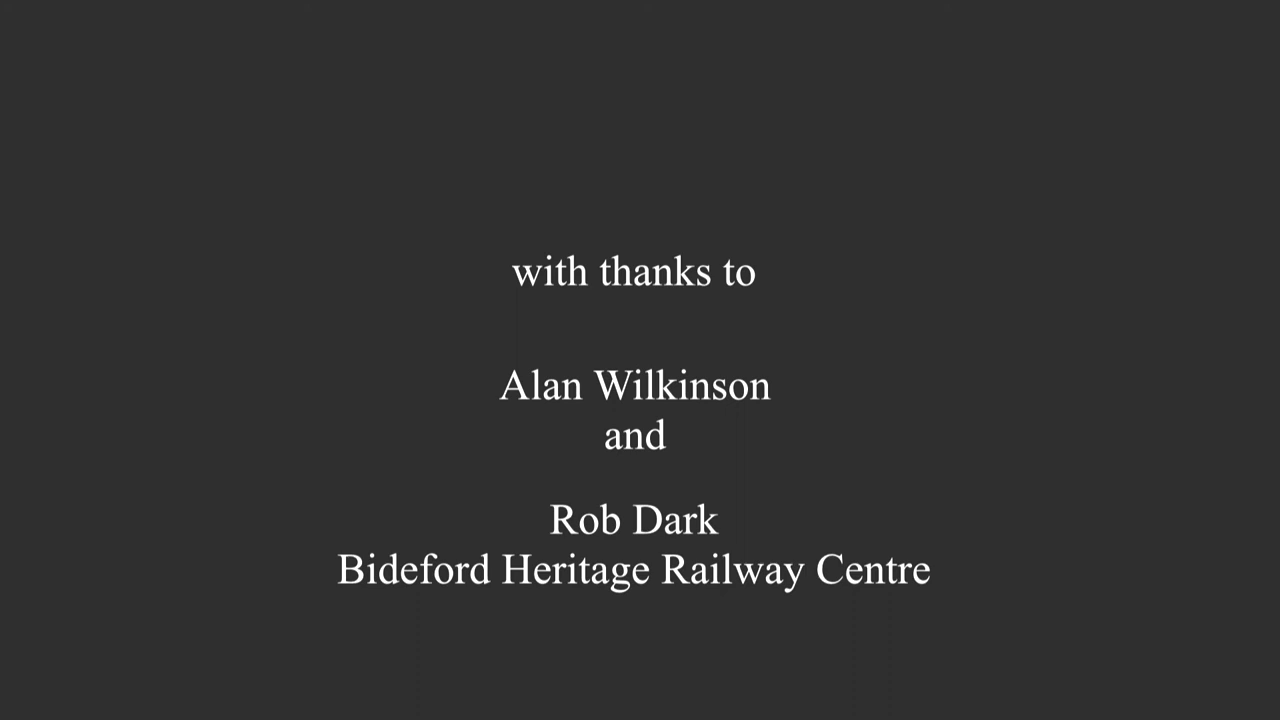 with thanks to
Alan Wilkinson
and
Rob Dark
Bideford Heritage Railway Centre